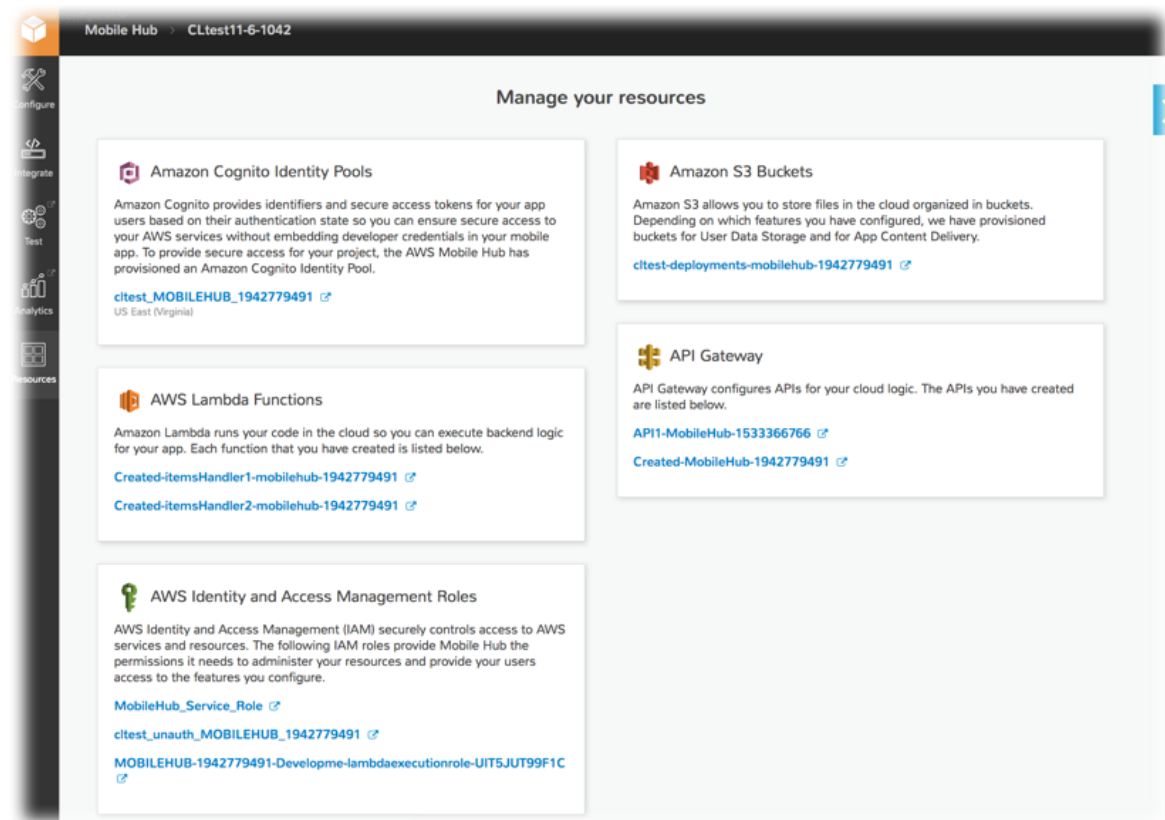 Mobile Hub > CLtest11-6-1042
Configure
Integrate
Test
Analytics
Resources
Manage your resources
Amazon Cognito Identity Pools
Amazon Cognito provides identifiers and secure access tokens for your app
users based on their authentication state so you can ensure secure access to
your AWS services without embedding developer credentials in your mobile
app. To provide secure access for your project, the AWS Mobile Hub has
provisioned an Amazon Cognito Identity Pool.
cltest_MOBILEHUB_1942779491
US East (Virginia)
AWS Lambda Functions
Amazon Lambda runs your code in the cloud so you can execute backend logic
for your app. Each function that you have created is listed below.
Created-itemsHandler1-mobilehub-1942779491
Created-itemsHandler2-mobilehub-1942779491
AWS Identity and Access Management Roles
AWS Identity and Access Management (IAM) securely controls access to AWS
services and resources. The following IAM roles provide Mobile Hub the
permissions it needs to administer your resources and provide your users
access to the features you configure.
MobileHub_Service_Role
cltest_unauth_MOBILEHUB_1942779491
MOBILEHUB-1942779491-Developme-lambdaexecutionrole-UIT5JUT99F1C
Amazon S3 Buckets
Amazon S3 allows you to store files in the cloud organized in buckets.
Depending on which features you have configured, we have provisioned
buckets for User Data Storage and for App Content Delivery.
cltest-deployments-mobilehub-1942779491
API Gateway
API Gateway configures APIs for your cloud logic. The APIs you have created
are listed below.
API1-MobileHub-1533366766
Created-MobileHub-1942779491